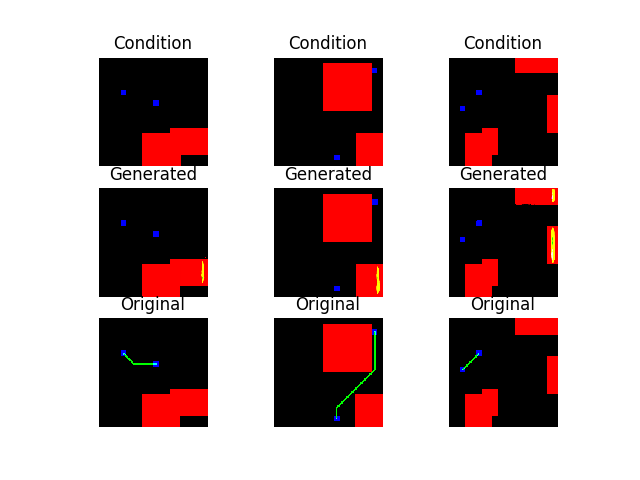 Condition Condition Condition
Generated Generated Generated
Original Original Original